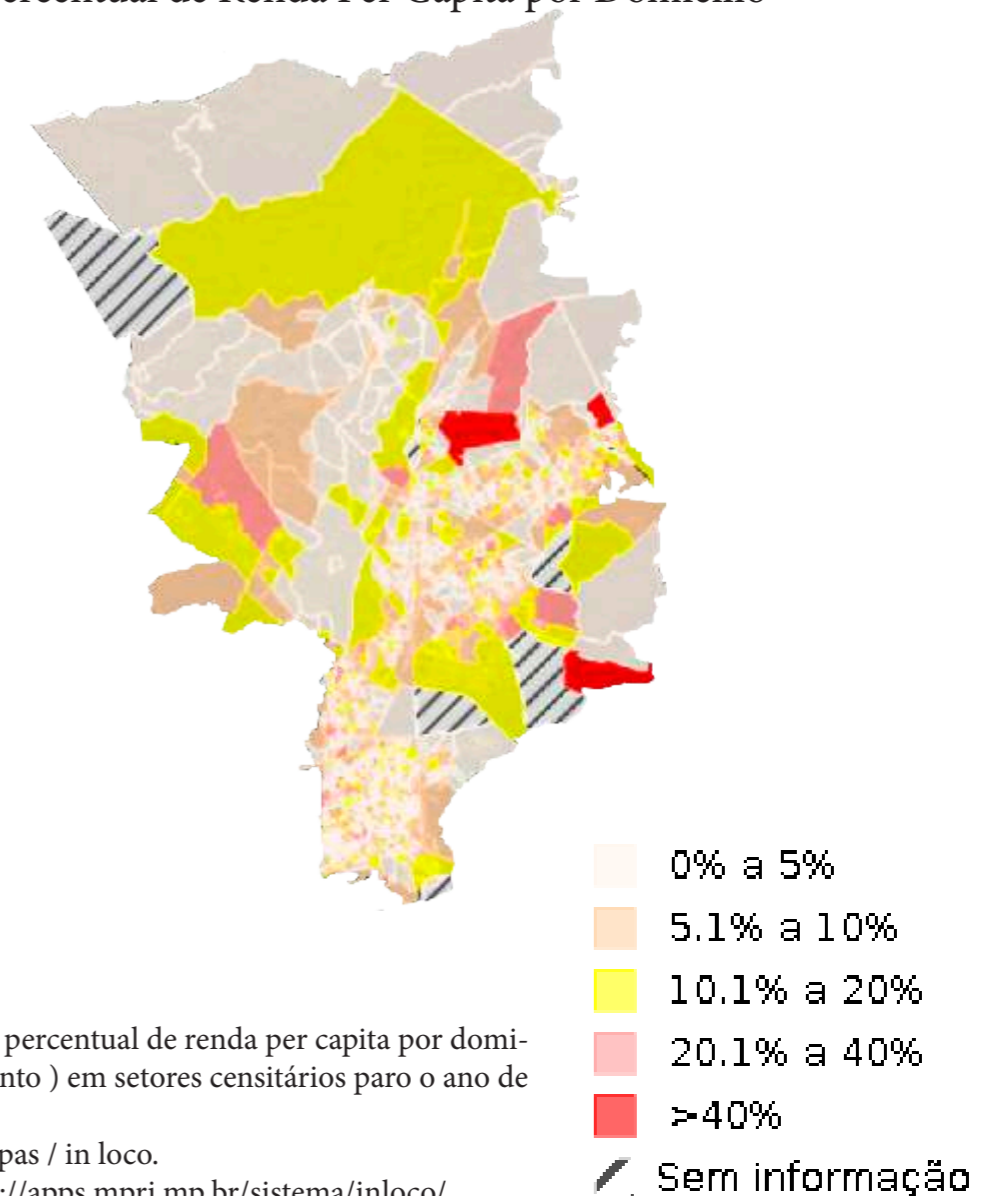 Percentual de Renda Per Capita por Domicílio
0% a 5%
5.1% a 10%
10.1% a 20%
20.1% a 40%
>40%
Sem informação
percentual de renda per capita por domi-
nto ) em setores censitários paro o ano de
pas / in loco.
://apps.mprj.mp.br/sistema/inloco/